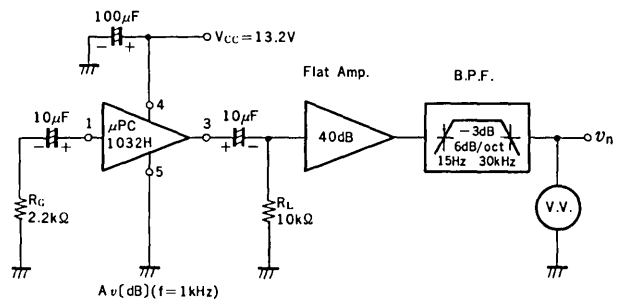 100μF
− +
VCC=13.2V
Flat Amp.
B.P.F.
10μF
− +
1
μPC
1032H
4
5
3
10μF
+ −
40dB
−3dB
6dB/oct
15Hz 30kHz
vn
RG
2.2kΩ
RL
10kΩ
V.V.
Av[dB](f=1kHz)